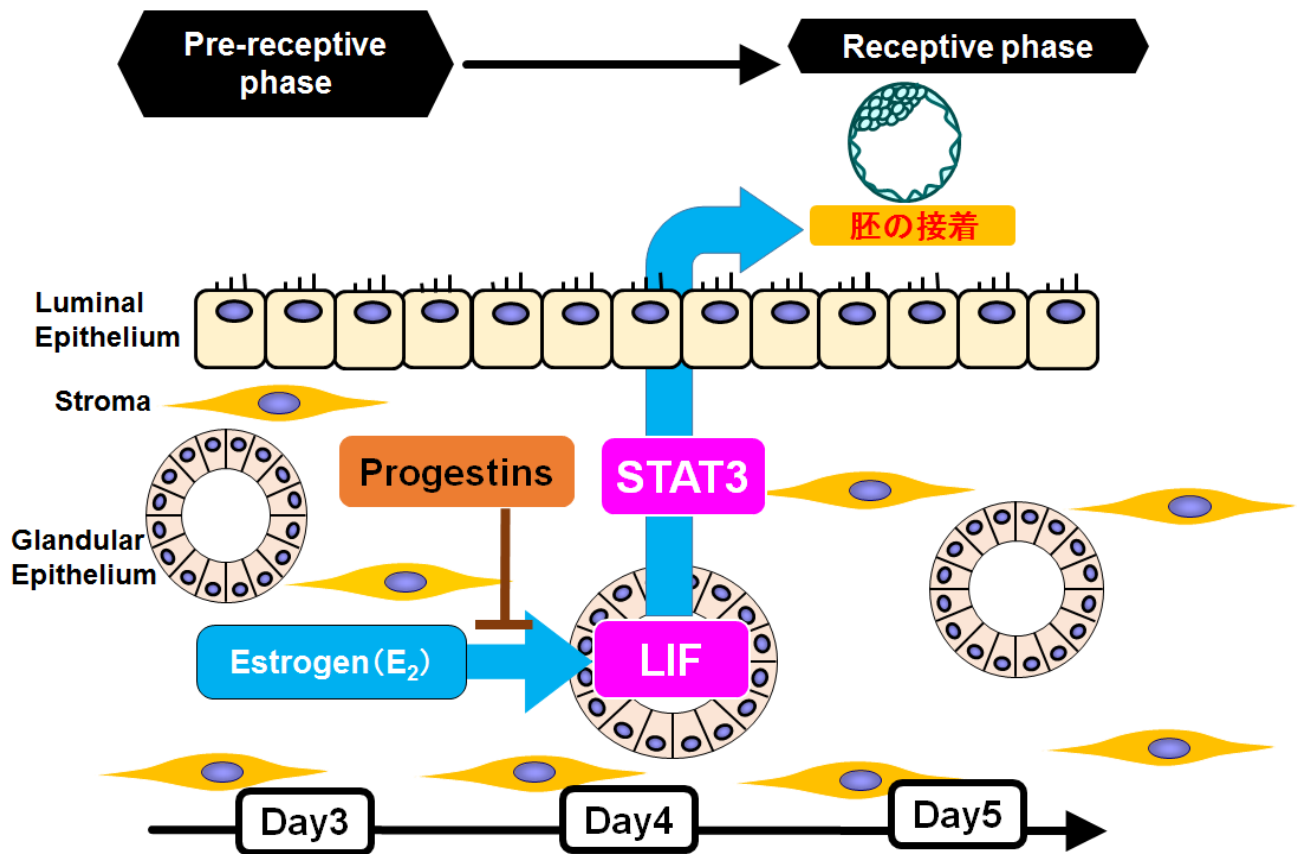 Pre-receptive
phase
Receptive phase
胚の接着
Luminal
Epithelium
Stroma
Progestins
STAT3
Glandular
Epithelium
Estrogen(E₂)
LIF
Day3
Day4
Day5